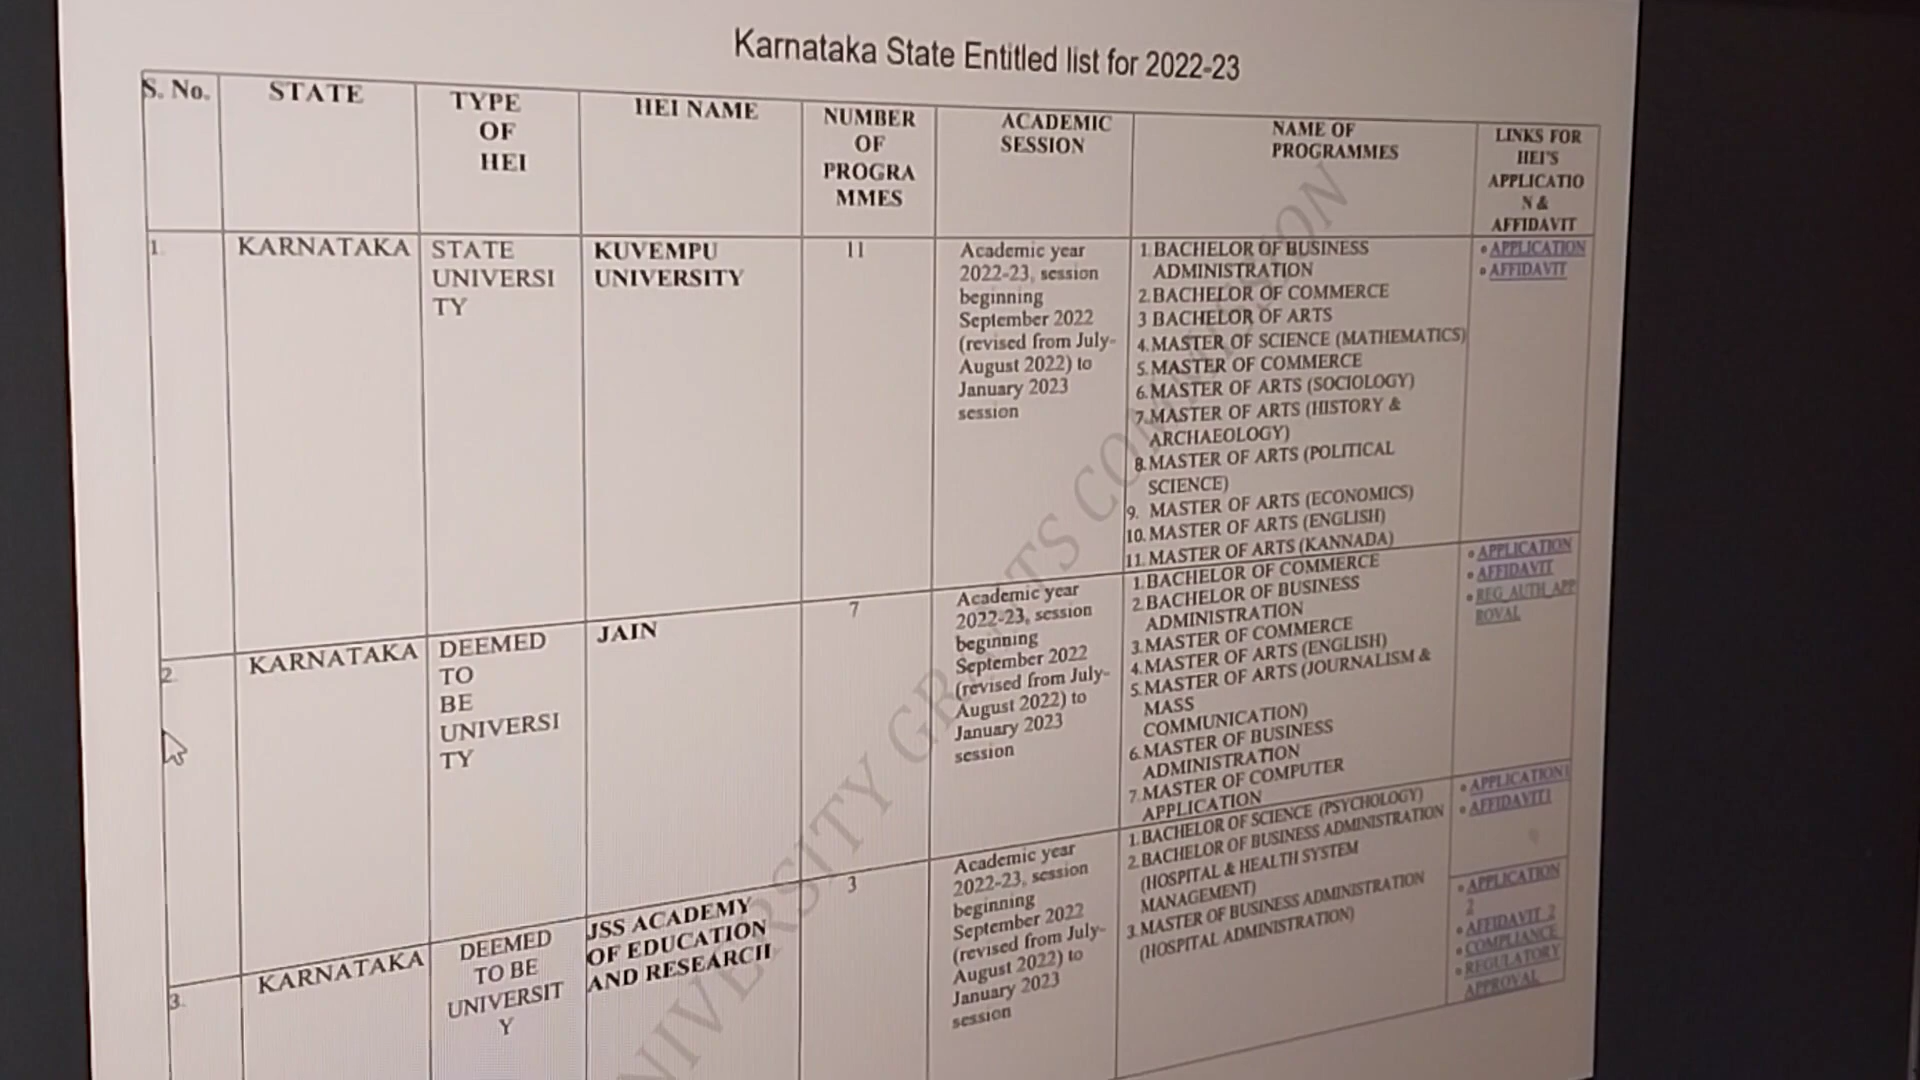 Karnataka State Entitled list for 2022-23
S. No.
STATE
TYPE
OF
HEI
HEI NAME
NUMBER
OF
PROGRA
MMES
ACADEMIC
SESSION
NAME OF
PROGRAMMES
LINKS FOR
HEI'S
APPLICATIO
N &
AFFIDAVIT
1.
KARNATAKA
STATE
UNIVERSI
TY
KUVEMPU
UNIVERSITY
11
Academic year
2022-23, session
beginning
September 2022
(revised from July-
August 2022) to
January 2023
session
1. BACHELOR OF BUSINESS
ADMINISTRATION
2. BACHELOR OF COMMERCE
3 BACHELOR OF ARTS
4. MASTER OF SCIENCE (MATHEMATICS)
5. MASTER OF COMMERCE
6. MASTER OF ARTS (SOCIOLOGY)
7. MASTER OF ARTS (HISTORY &
ARCHAEOLOGY)
8. MASTER OF ARTS (POLITICAL
SCIENCE)
9. MASTER OF ARTS (ECONOMICS)
10. MASTER OF ARTS (ENGLISH)
11. MASTER OF ARTS (KANNADA)
• APPLICATION
• AFFIDAVIT
2.
KARNATAKA
DEEMED
TO
BE
UNIVERSI
TY
JAIN
7
Academic year
2022-23, session
beginning
September 2022
(revised from July-
August 2022) to
January 2023
session
1. BACHELOR OF COMMERCE
2. BACHELOR OF BUSINESS
ADMINISTRATION
3. MASTER OF COMMERCE
4. MASTER OF ARTS (ENGLISH)
5. MASTER OF ARTS (JOURNALISM &
MASS
COMMUNICATION)
6. MASTER OF BUSINESS
ADMINISTRATION
7. MASTER OF COMPUTER
APPLICATION
• APPLICATION
• AFFIDAVIT
• REG_AUTH_APP
ROVAL
3.
KARNATAKA
DEEMED
TO BE
UNIVERSIT
Y
JSS ACADEMY
OF EDUCATION
AND RESEARCH
3
Academic year
2022-23, session
beginning
September 2022
(revised from July-
August 2022) to
January 2023
session
1. BACHELOR OF SCIENCE (PSYCHOLOGY)
2. BACHELOR OF BUSINESS ADMINISTRATION
(HOSPITAL & HEALTH SYSTEM
MANAGEMENT)
3. MASTER OF BUSINESS ADMINISTRATION
(HOSPITAL ADMINISTRATION)
• APPLICATION1
• AFFIDAVIT1
• APPLICATION
2
• AFFIDAVIT_2
• COMPLIANCE
• REGULATORY
APPROVAL
UNIVERSITY GRANTS COMMISSION